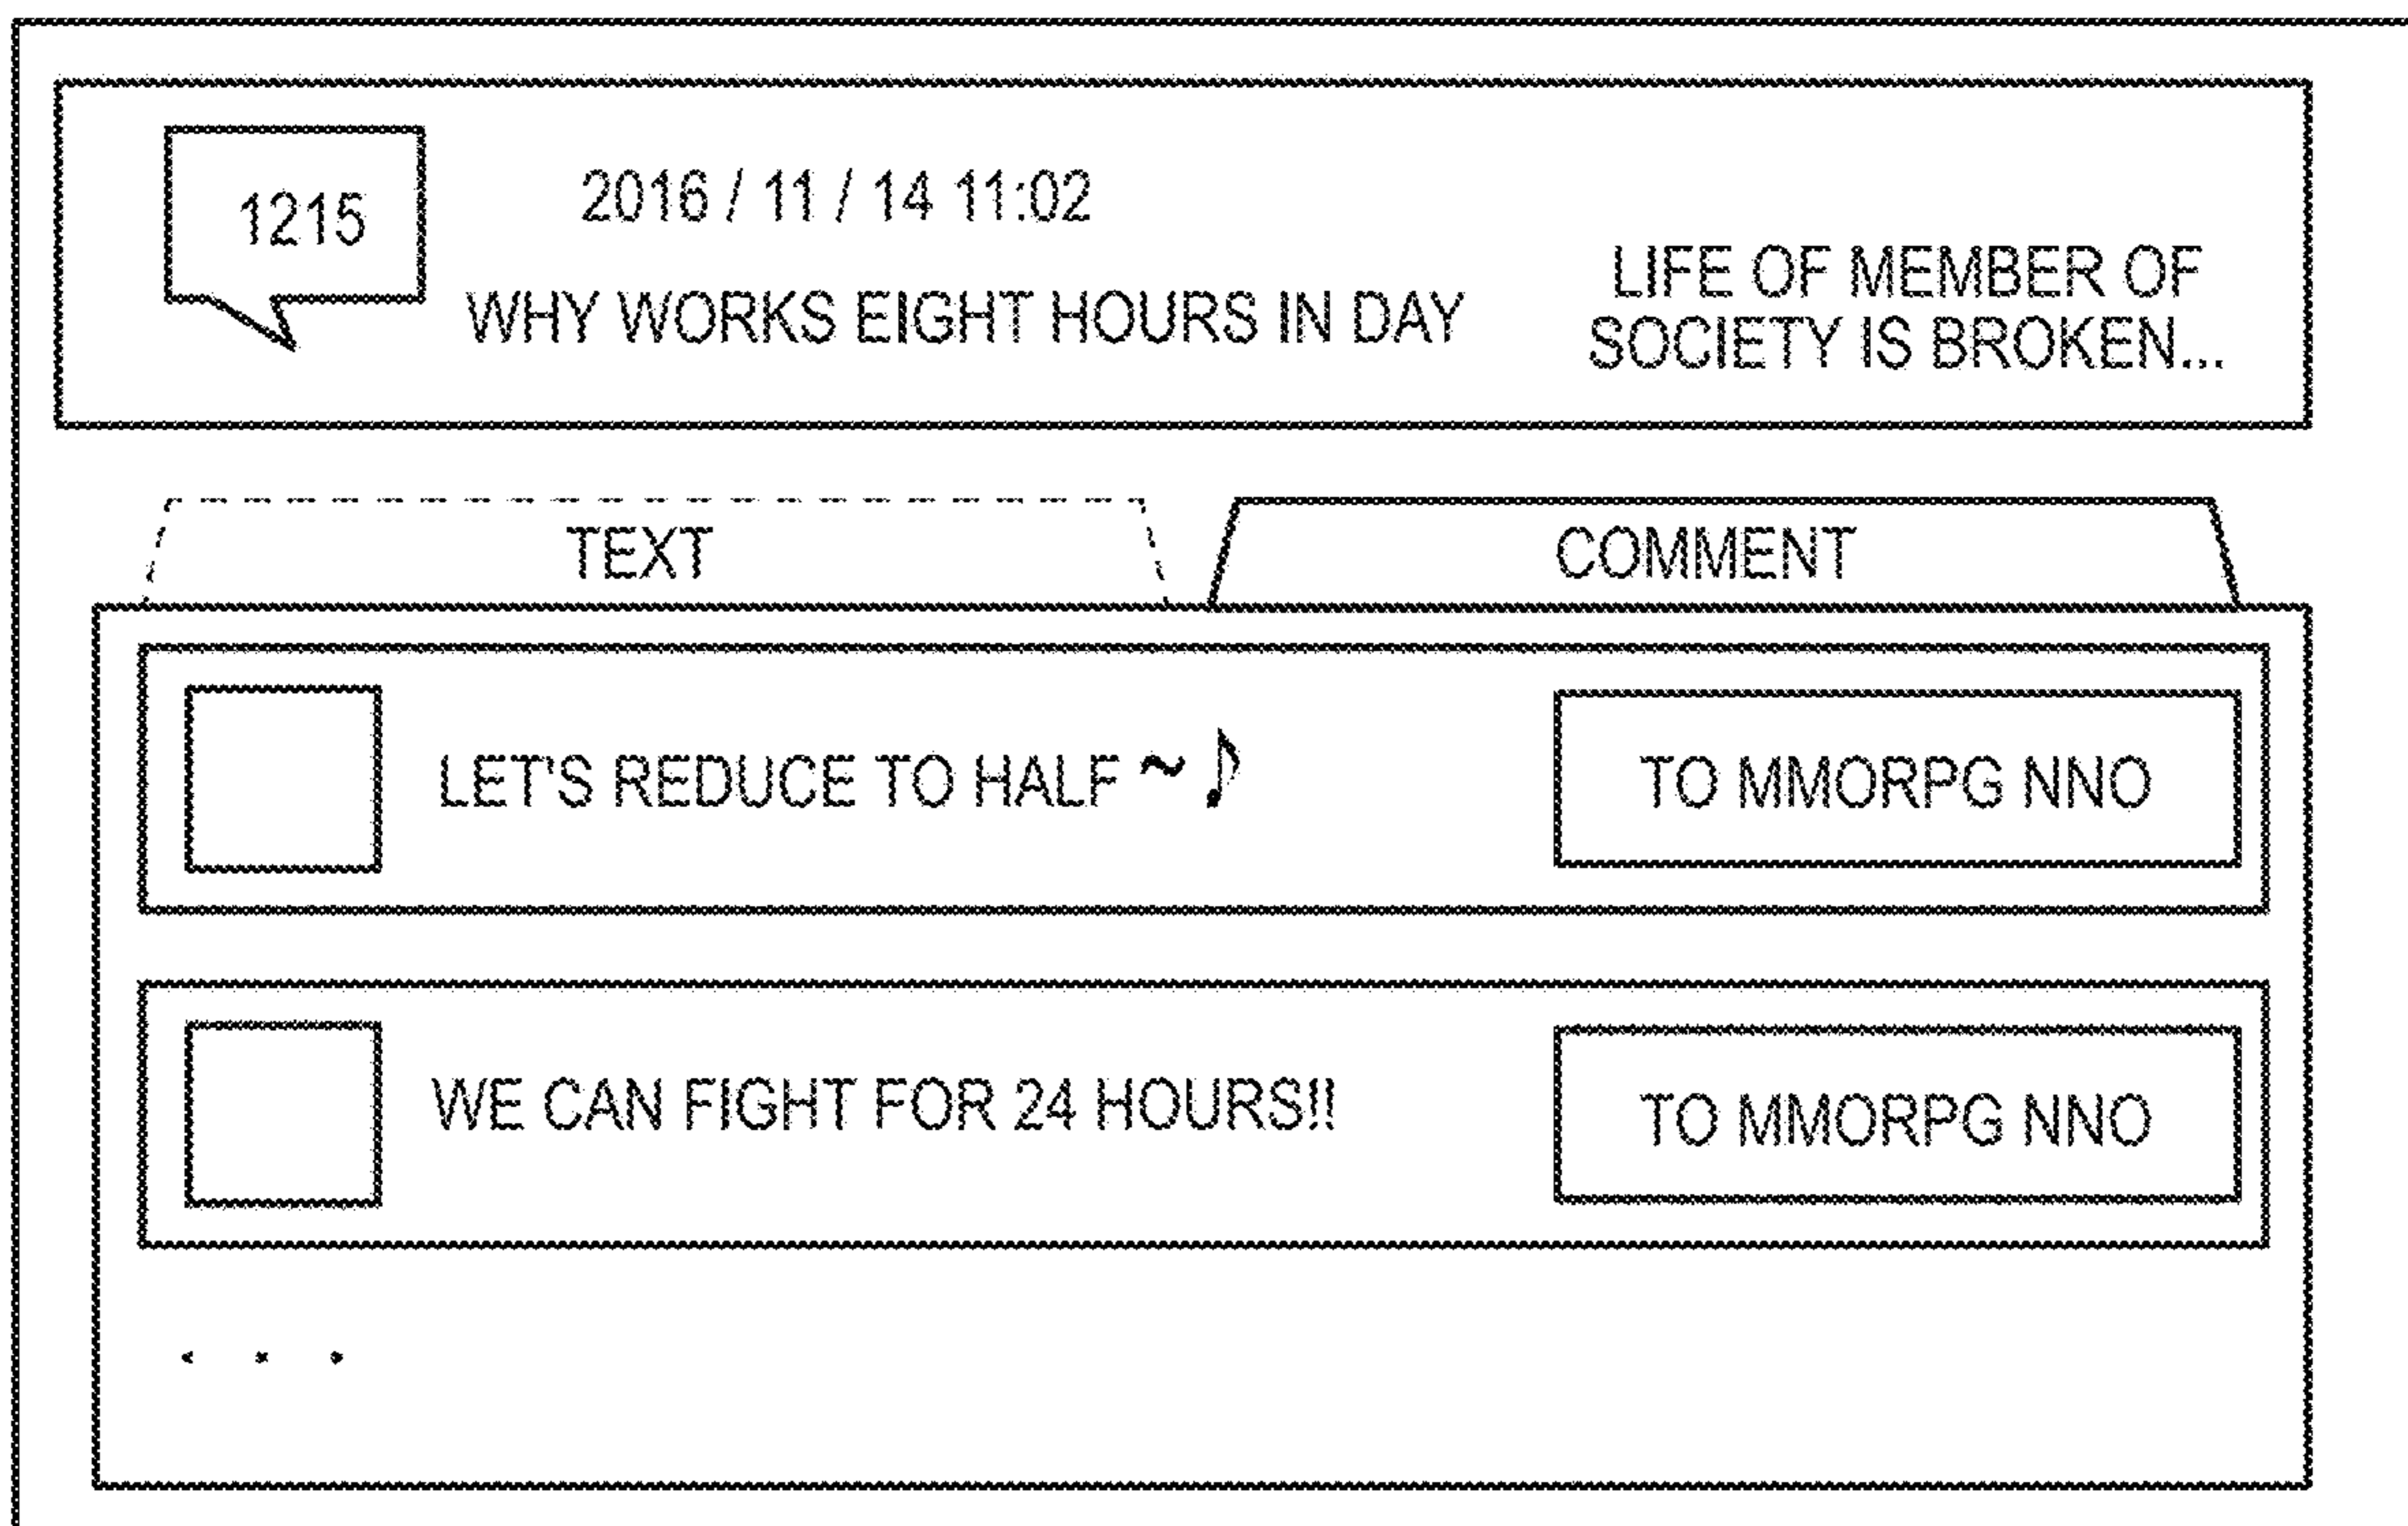 1215
2016 / 11 / 14 11:02
WHY WORKS EIGHT HOURS IN DAY
LIFE OF MEMBER OF
SOCIETY IS BROKEN...
TEXT
COMMENT
LET'S REDUCE TO HALF ~♪
TO MMORPG NNO
WE CAN FIGHT FOR 24 HOURS!!
TO MMORPG NNO
. . .